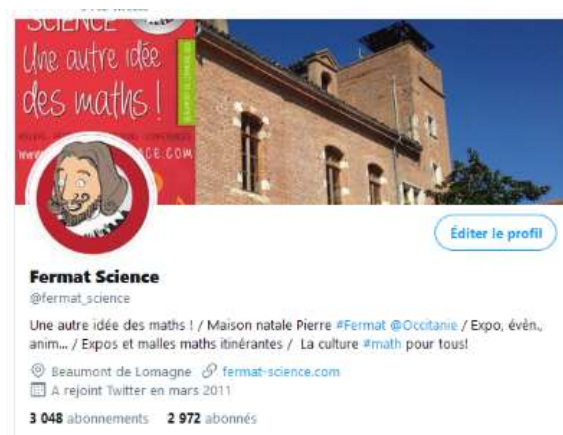 SCIENCE
Une autre idée
des maths !
Éditer le profil
Fermat Science
@fermat_science
Une autre idée des maths ! / Maison natale Pierre #Fermat @Occitanie / Expo, évèn.,
anim... / Expos et malles maths itinérantes / La culture #math pour tous!
Beaumont de Lomagne fermat-science.com
A rejoint Twitter en mars 2011
3 048 abonnements 2 972 abonnés